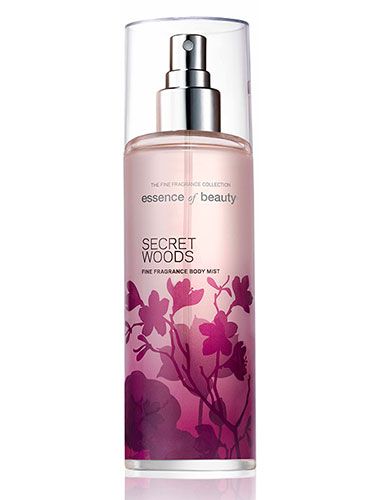 THE FINE FRAGRANCE COLLECTION
essence of beauty
SECRET
WOODS
FINE FRAGRANCE BODY MIST